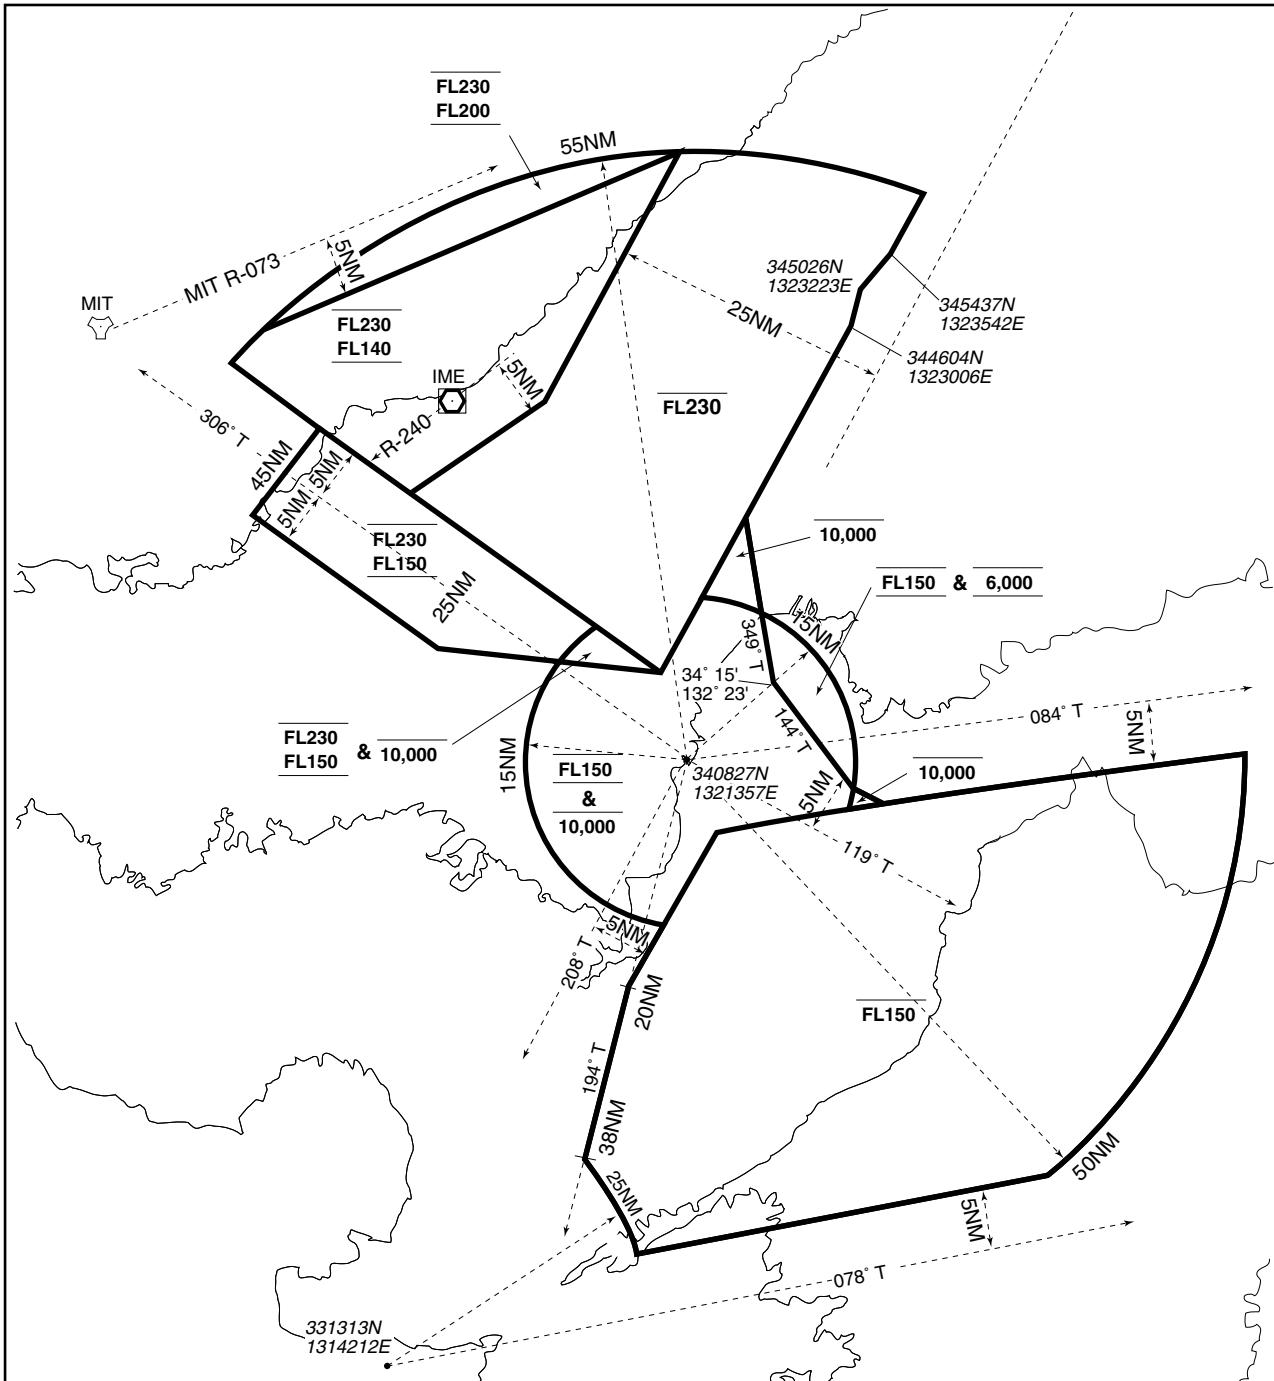 FL230
FL200
55NM
MIT R-073
5NM
MIT
FL230
FL140
345026N
1323223E
345437N
1323542E
25NM
344604N
1323006E
IME
5NM
R-240
FL230
306° T
45NM
5NM
5NM
FL230
FL150
25NM
10,000
FL150 & 6,000
15NM
349° T
34° 15'
132° 23'
084° T
5NM
144° T
FL230
FL150 & 10,000
15NM
FL150
&
10,000
340827N
1321357E
10,000
5NM
119° T
5NM
208° T
20NM
FL150
194° T
38NM
25NM
50NM
5NM
078° T
331313N
1314212E